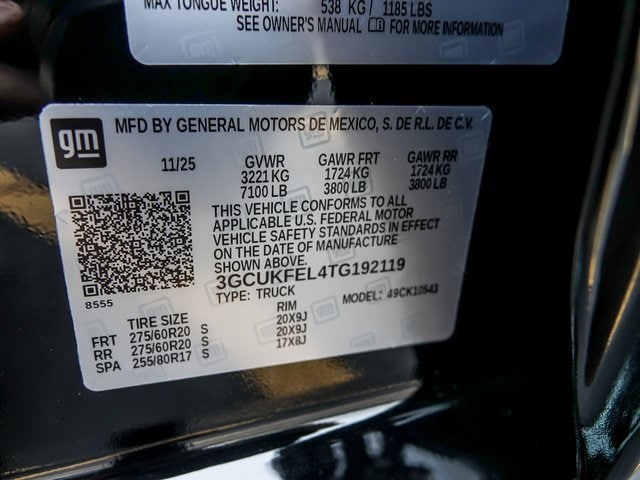 MAX TONGUE WEIGHT: 538 KG / 1185 LBS
SEE OWNER'S MANUAL FOR MORE INFORMATION
gm
MFD BY GENERAL MOTORS DE MEXICO, S. DE R.L. DE C.V.
11/25 GVWR GAWR FRT GAWR RR
3221 KG 1724 KG 1724 KG
7100 LB 3800 LB 3800 LB
THIS VEHICLE CONFORMS TO ALL
APPLICABLE U.S. FEDERAL MOTOR
VEHICLE SAFETY STANDARDS IN EFFECT
ON THE DATE OF MANUFACTURE
SHOWN ABOVE.
3GCUKFEL4TG192119
8555
TYPE: TRUCK MODEL: 49CK10543
TIRE SIZE RIM
FRT 275/60R20 S 20X9J
RR 275/60R20 S 20X9J
SPA 255/80R17 S 17X8J